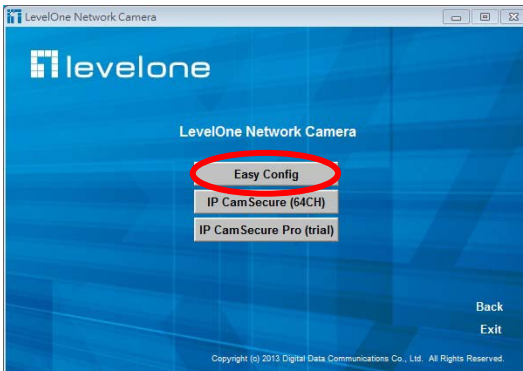 LevelOne Network Camera
levelone
LevelOne Network Camera
Easy Config
IP CamSecure (64CH)
IP CamSecure Pro (trial)
Back
Exit
Copyright (c) 2013 Digital Data Communications Co., Ltd. All Rights Reserved.